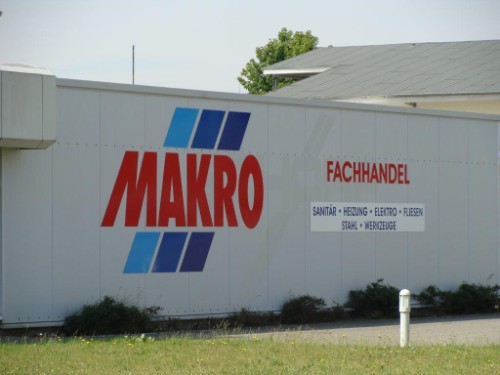 MAKRO
FACHHANDEL
SANITÄR • HEIZUNG • ELEKTRO • FLIESEN
STAHL • WERKZEUGE